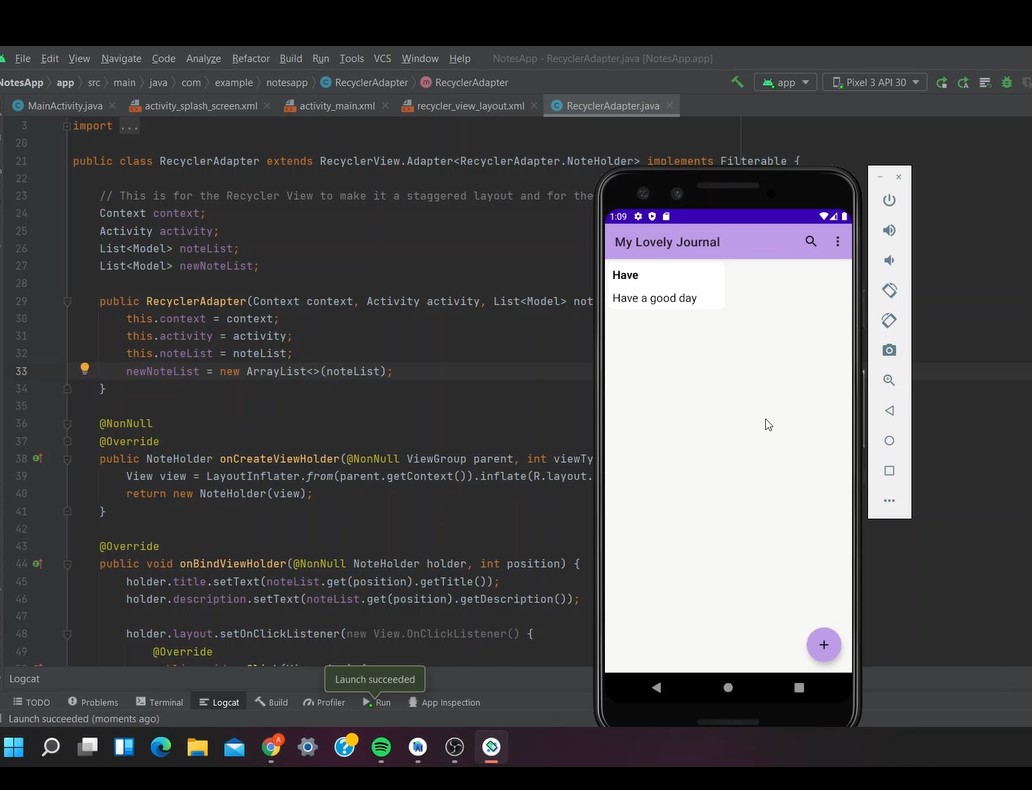 File Edit View Navigate Code Analyze Refactor Build Run Tools VCS Window Help NotesApp - RecyclerAdapter.java [NotesApp.app]
NotesApp app src main java com example notesapp RecyclerAdapter RecyclerAdapter app Pixel 3 API 30
MainActivity.java activity_splash_screen.xml activity_main.xml recycler_view_layout.xml RecyclerAdapter.java
3 import ...
20
21 public class RecyclerAdapter extends RecyclerView.Adapter<RecyclerAdapter.NoteHolder> implements Filterable {
22
23 // This is for the Recycler View to make it a staggered layout and for the
24 Context context;
25 Activity activity;
26 List<Model> noteList;
27 List<Model> newNoteList;
28
29 public RecyclerAdapter(Context context, Activity activity, List<Model> not
30 this.context = context;
31 this.activity = activity;
32 this.noteList = noteList;
33 newNoteList = new ArrayList<>(noteList);
34 }
35
36 @NonNull
37 @Override
38 public NoteHolder onCreateViewHolder(@NonNull ViewGroup parent, int viewTy
39 View view = LayoutInflater.from(parent.getContext()).inflate(R.layout.
40 return new NoteHolder(view);
41 }
42
43 @Override
44 public void onBindViewHolder(@NonNull NoteHolder holder, int position) {
45 holder.title.setText(noteList.get(position).getTitle());
46 holder.description.setText(noteList.get(position).getDescription());
47
48 holder.layout.setOnClickListener(new View.OnClickListener() {
49 @Override
1:09
My Lovely Journal
Have
Have a good day
+
Logcat
Launch succeeded
TODO Problems Terminal Logcat Build Profiler Run App Inspection
Launch succeeded (moments ago)